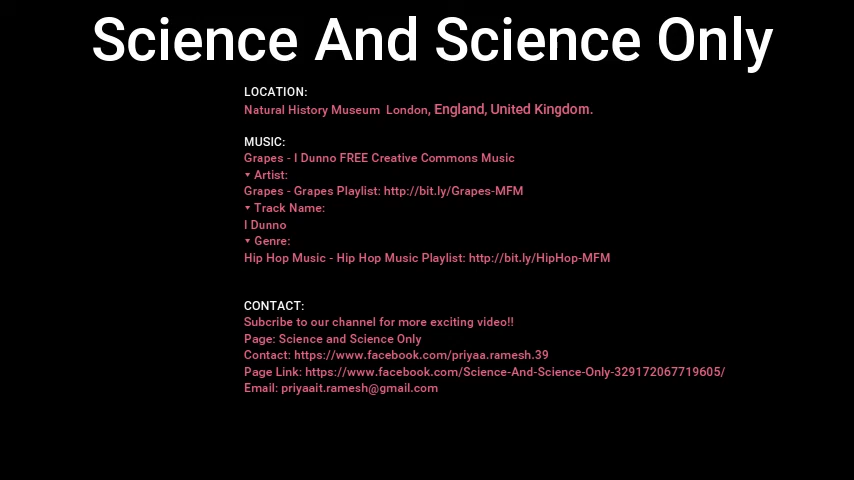 Science And Science Only
LOCATION:
Natural History Museum  London, England, United Kingdom.
MUSIC:
Grapes - I Dunno FREE Creative Commons Music
▼ Artist:
Grapes - Grapes Playlist: http://bit.ly/Grapes-MFM
▼ Track Name:
I Dunno
▼ Genre:
Hip Hop Music - Hip Hop Music Playlist: http://bit.ly/HipHop-MFM
CONTACT:
Subcribe to our channel for more exciting video!!
Page: Science and Science Only
Contact: https://www.facebook.com/priyaa.ramesh.39
Page Link: https://www.facebook.com/Science-And-Science-Only-329172067719605/
Email: priyaait.ramesh@gmail.com